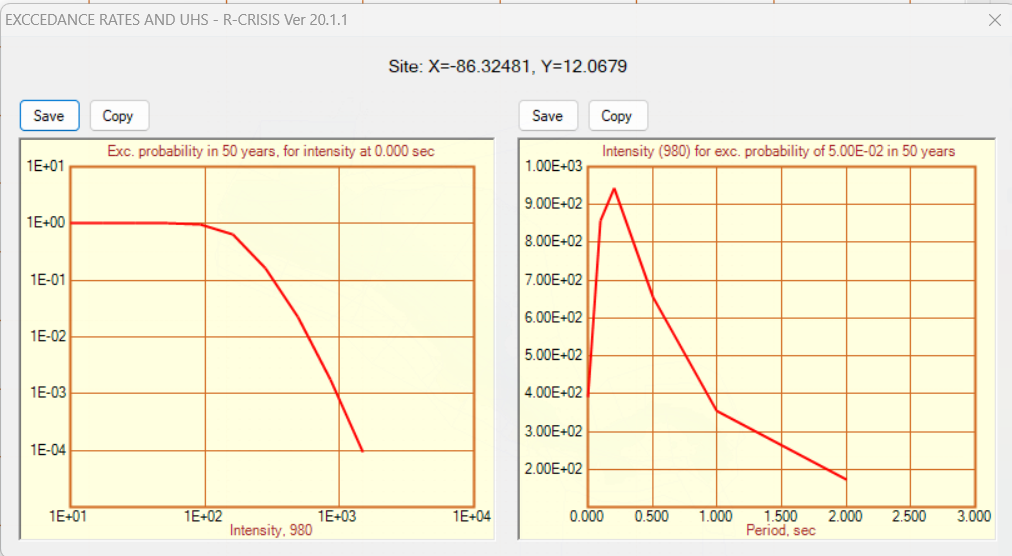 EXCCEDANCE RATES AND UHS - R-CRISIS Ver 20.1.1
Site: X=-86.32481, Y=12.0679
Save Copy
Exc. probability in 50 years, for intensity at 0.000 sec
1E+01
1E+00
1E-01
1E-02
1E-03
1E-04
1E+01 1E+02 1E+03 1E+04
Intensity, 980
Save Copy
Intensity (980) for exc. probability of 5.00E-02 in 50 years
1.00E+03
9.00E+02
8.00E+02
7.00E+02
6.00E+02
5.00E+02
4.00E+02
3.00E+02
2.00E+02
0.000 0.500 1.000 1.500 2.000 2.500 3.000
Period, sec